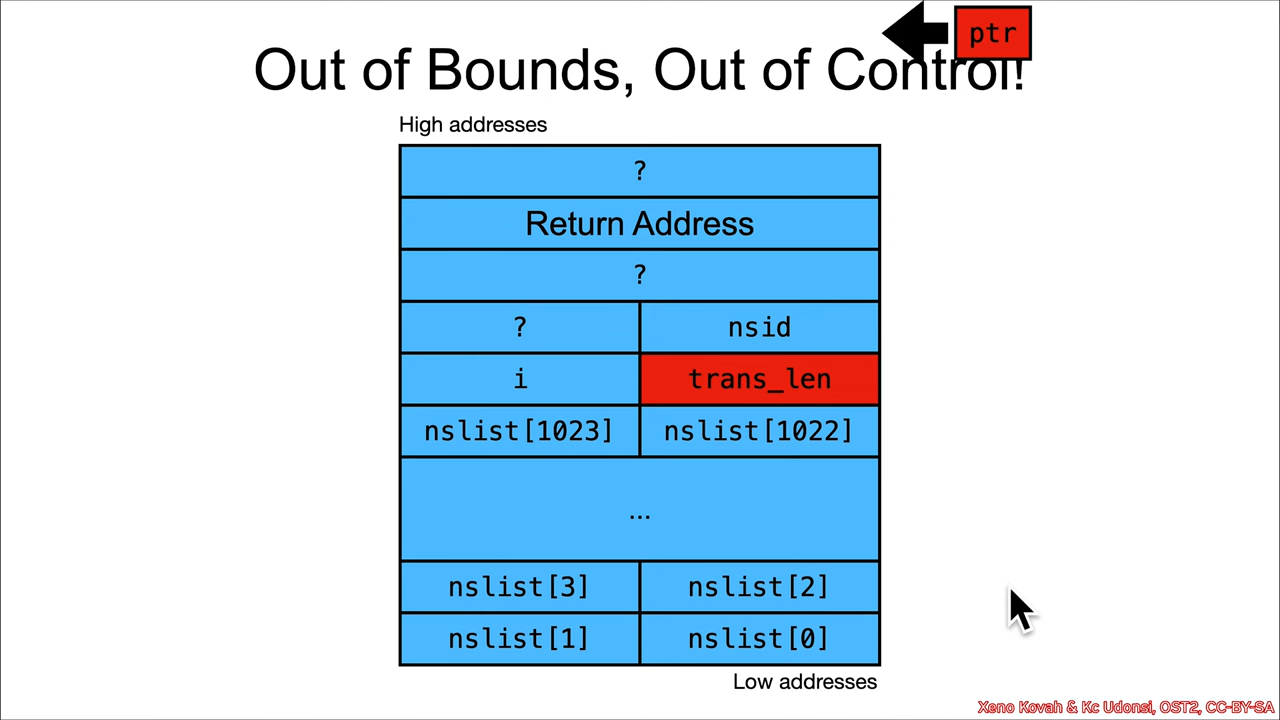 ptr
Out of Bounds, Out of Control!
High addresses
?
Return Address
?
? nsid
i trans_len
nslist[1023] nslist[1022]
...
nslist[3] nslist[2]
nslist[1] nslist[0]
Low addresses
Xeno Kovah & Kc Udonsi, OST2, CC-BY-SA